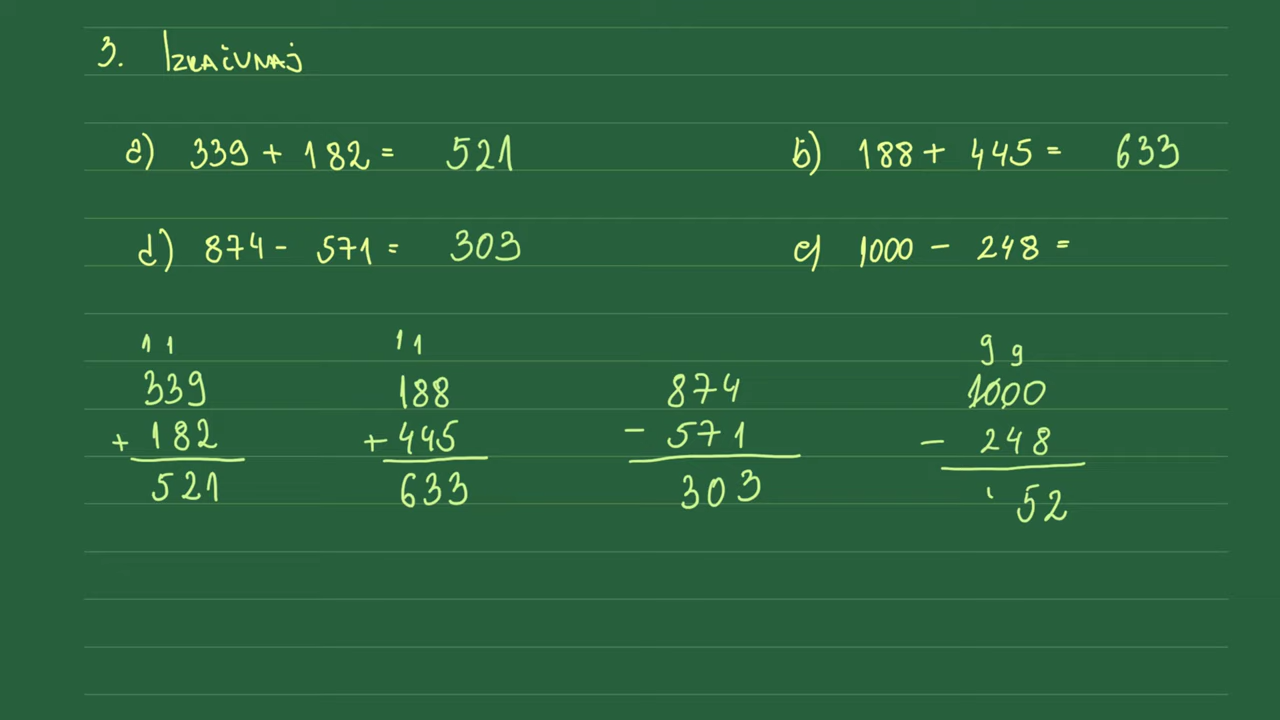 3. Izračunaj
a) 339 + 182 = 521 b) 188 + 445 = 633
d) 874 - 571 = 303 e) 1000 - 248 =
1 1 1 1 9 9
339 188 874 1000
+ 182 + 445 - 571 - 248
521 633 303 52